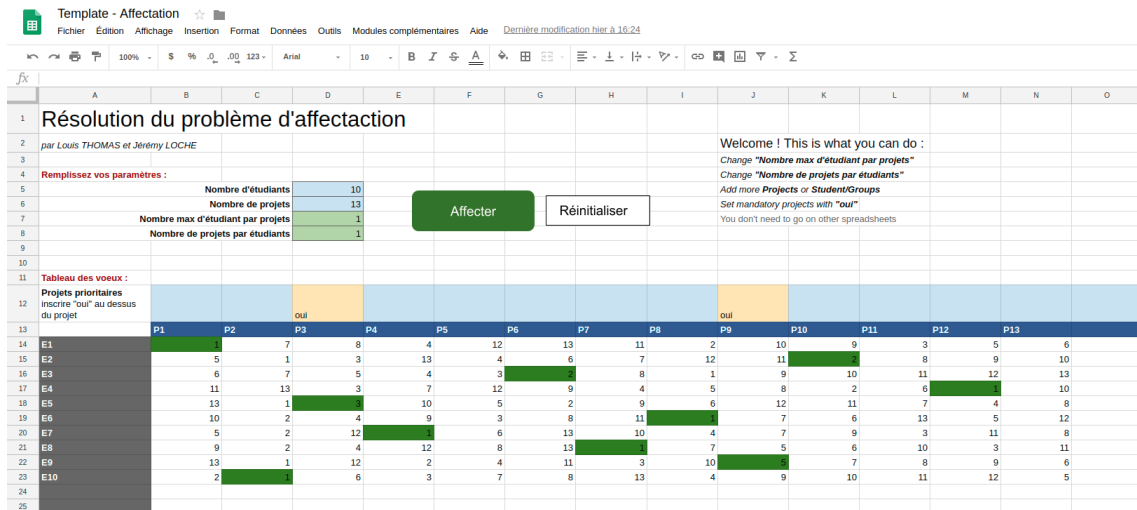 Template - Affectation
Fichier Édition Affichage Insertion Format Données Outils Modules complémentaires Aide Dernière modification hier à 16:24
100% $ % .0 .00 123 Arial 10 B I S A Σ
fx
A B C D E F G H I J K L M N O
1 Résolution du problème d'affectaction
2 par Louis THOMAS et Jérémy LOCHE Welcome ! This is what you can do :
3 Change "Nombre max d'étudiant par projets"
4 Remplissez vos paramètres : Change "Nombre de projets par étudiants"
5 Nombre d'étudiants 10 Add more Projects or Student/Groups
6 Nombre de projets 13 Set mandatory projects with "oui"
7 Nombre max d'étudiant par projets 1 You don't need to go on other spreadsheets
8 Nombre de projets par étudiants 1
Affecter Réinitialiser
9
10
11 Tableau des voeux :
Projets prioritaires
12 inscrire "oui" au dessus
du projet oui oui
13 P1 P2 P3 P4 P5 P6 P7 P8 P9 P10 P11 P12 P13
14 E1 1 7 8 4 12 13 11 2 10 9 3 5 6
15 E2 5 1 3 13 4 6 7 12 11 2 8 9 10
16 E3 6 7 5 4 3 2 8 1 9 10 11 12 13
17 E4 11 13 3 7 12 9 4 5 8 2 6 1 10
18 E5 13 1 3 10 5 2 9 6 12 11 7 4 8
19 E6 10 2 4 9 3 8 11 1 7 6 13 5 12
20 E7 5 2 12 1 6 13 10 4 7 9 3 11 8
21 E8 9 2 4 12 8 13 1 7 5 6 10 3 11
22 E9 13 1 12 2 4 11 3 10 5 7 8 9 6
23 E10 2 1 6 3 7 8 13 4 9 10 11 12 5
24
25